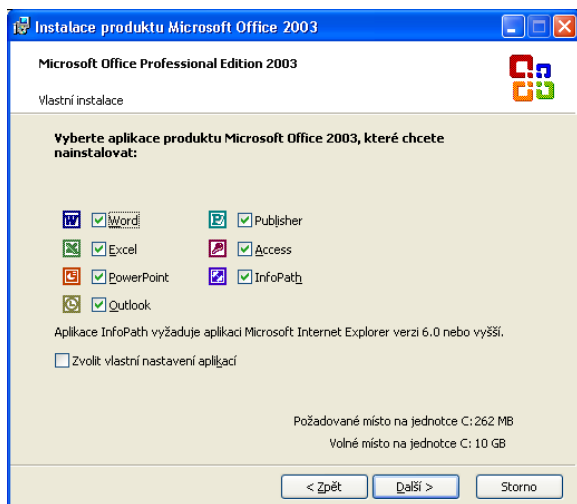 Instalace produktu Microsoft Office 2003
Microsoft Office Professional Edition 2003
Vlastní instalace
Vyberte aplikace produktu Microsoft Office 2003, které chcete
nainstalovat:
Word
Publisher
Excel
Access
PowerPoint
InfoPath
Outlook
Aplikace InfoPath vyžaduje aplikaci Microsoft Internet Explorer verzi 6.0 nebo vyšší.
Zvolit vlastní nastavení aplikací
Požadované místo na jednotce C: 262 MB
Volné místo na jednotce C: 10 GB
< Zpět
Další >
Storno